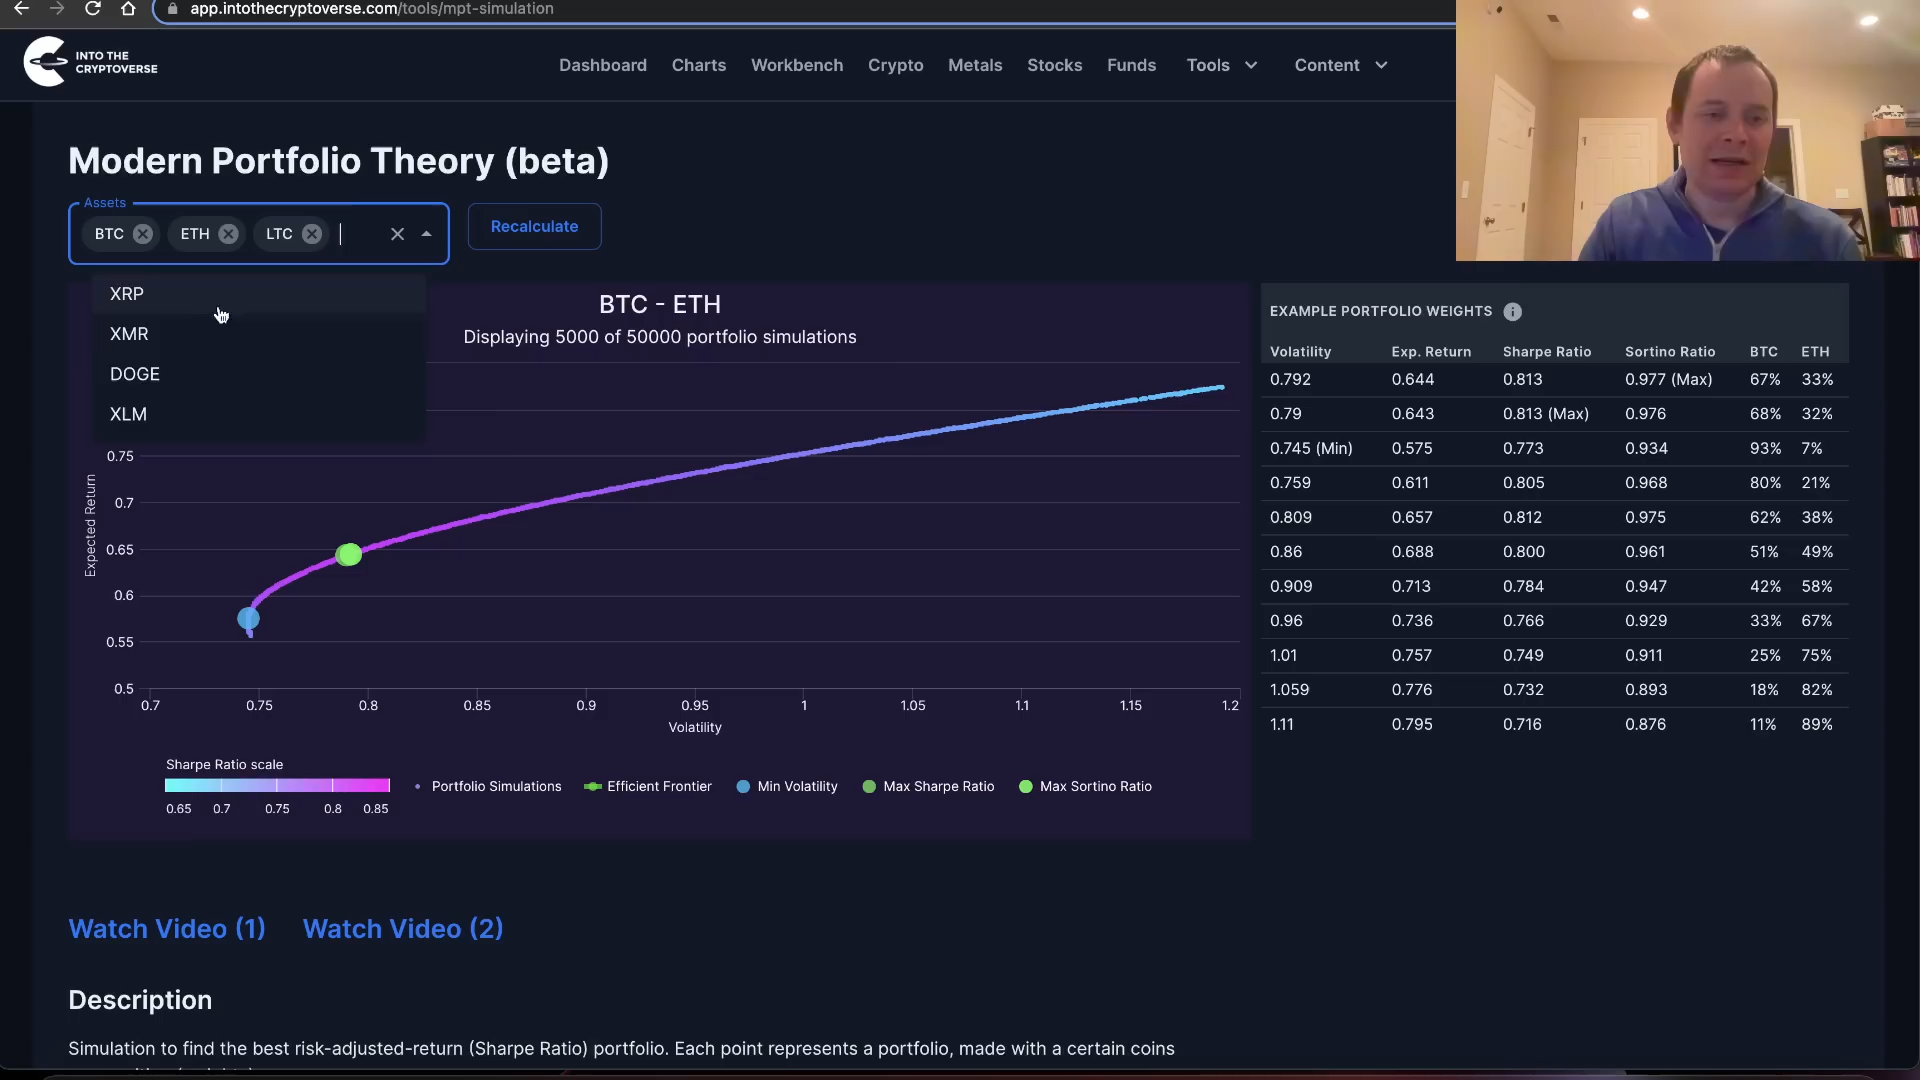 app.intothecryptoverse.com/tools/mpt-simulation
INTO THE
CRYPTOVERSE
Dashboard Charts Workbench Crypto Metals Stocks Funds Tools Content
Modern Portfolio Theory (beta)
Assets
BTC ETH LTC
Recalculate
XRP
XMR
DOGE
XLM
BTC - ETH
Displaying 5000 of 50000 portfolio simulations
Expected Return
0.75
0.7
0.65
0.6
0.55
0.5
0.7 0.75 0.8 0.85 0.9 0.95 1 1.05 1.1 1.15 1.2
Volatility
Sharpe Ratio scale
0.65 0.7 0.75 0.8 0.85
Portfolio Simulations Efficient Frontier Min Volatility Max Sharpe Ratio Max Sortino Ratio
EXAMPLE PORTFOLIO WEIGHTS i
Volatility Exp. Return Sharpe Ratio Sortino Ratio BTC ETH
0.792 0.644 0.813 0.977 (Max) 67% 33%
0.79 0.643 0.813 (Max) 0.976 68% 32%
0.745 (Min) 0.575 0.773 0.934 93% 7%
0.759 0.611 0.805 0.968 80% 21%
0.809 0.657 0.812 0.975 62% 38%
0.86 0.688 0.800 0.961 51% 49%
0.909 0.713 0.784 0.947 42% 58%
0.96 0.736 0.766 0.929 33% 67%
1.01 0.757 0.749 0.911 25% 75%
1.059 0.776 0.732 0.893 18% 82%
1.11 0.795 0.716 0.876 11% 89%
Watch Video (1) Watch Video (2)
Description
Simulation to find the best risk-adjusted-return (Sharpe Ratio) portfolio. Each point represents a portfolio, made with a certain coins